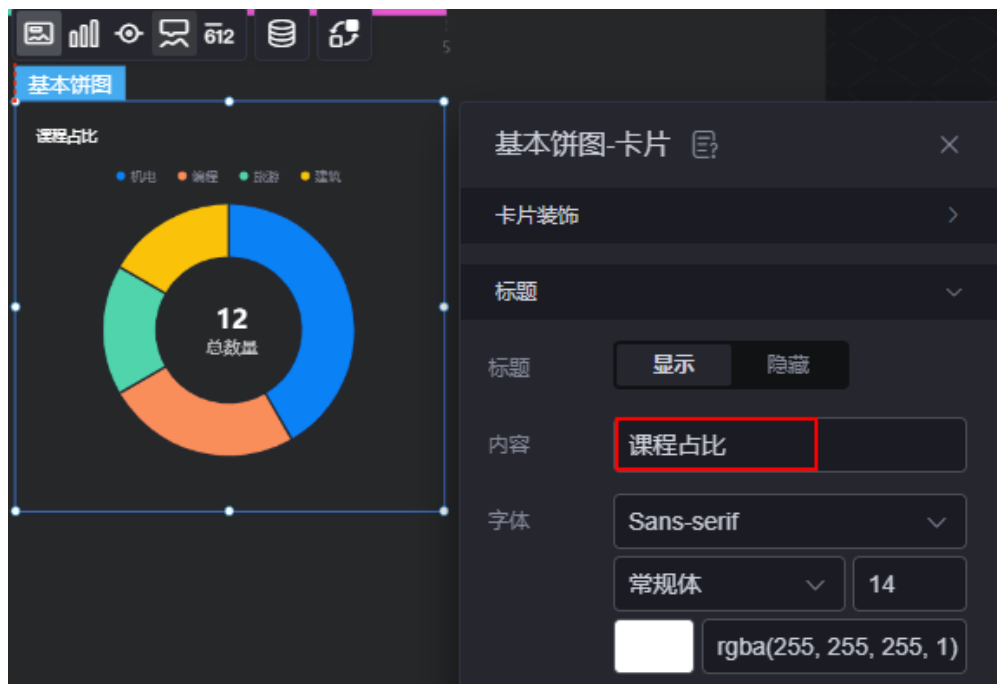 612
5
基本饼图
课程占比
机电 编程 旅游 建筑
12
总数量
基本饼图-卡片
卡片装饰
标题
标题 显示 隐藏
内容 课程占比
字体 Sans-serif
常规体 14
rgba(255, 255, 255, 1)